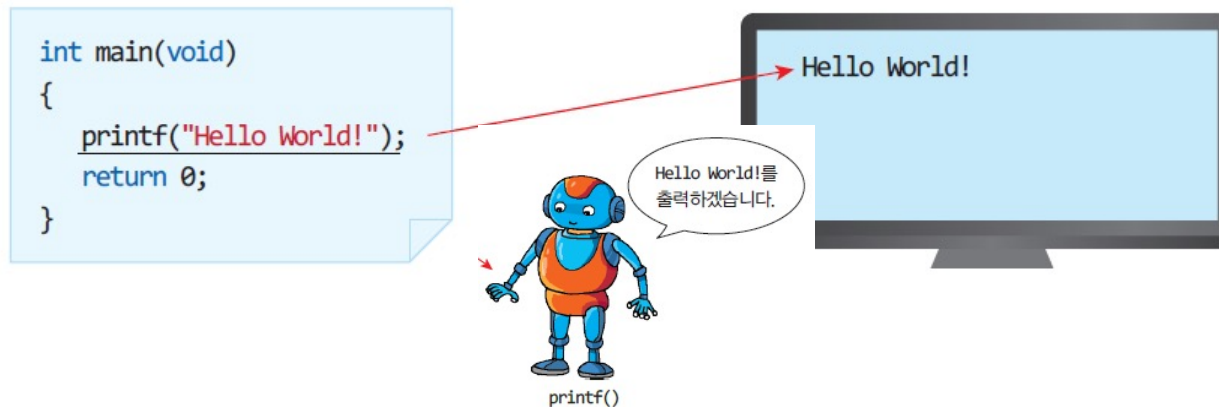 int main(void)
{
printf("Hello World!");
return 0;
}
Hello World!
Hello World!를
출력하겠습니다.
printf()